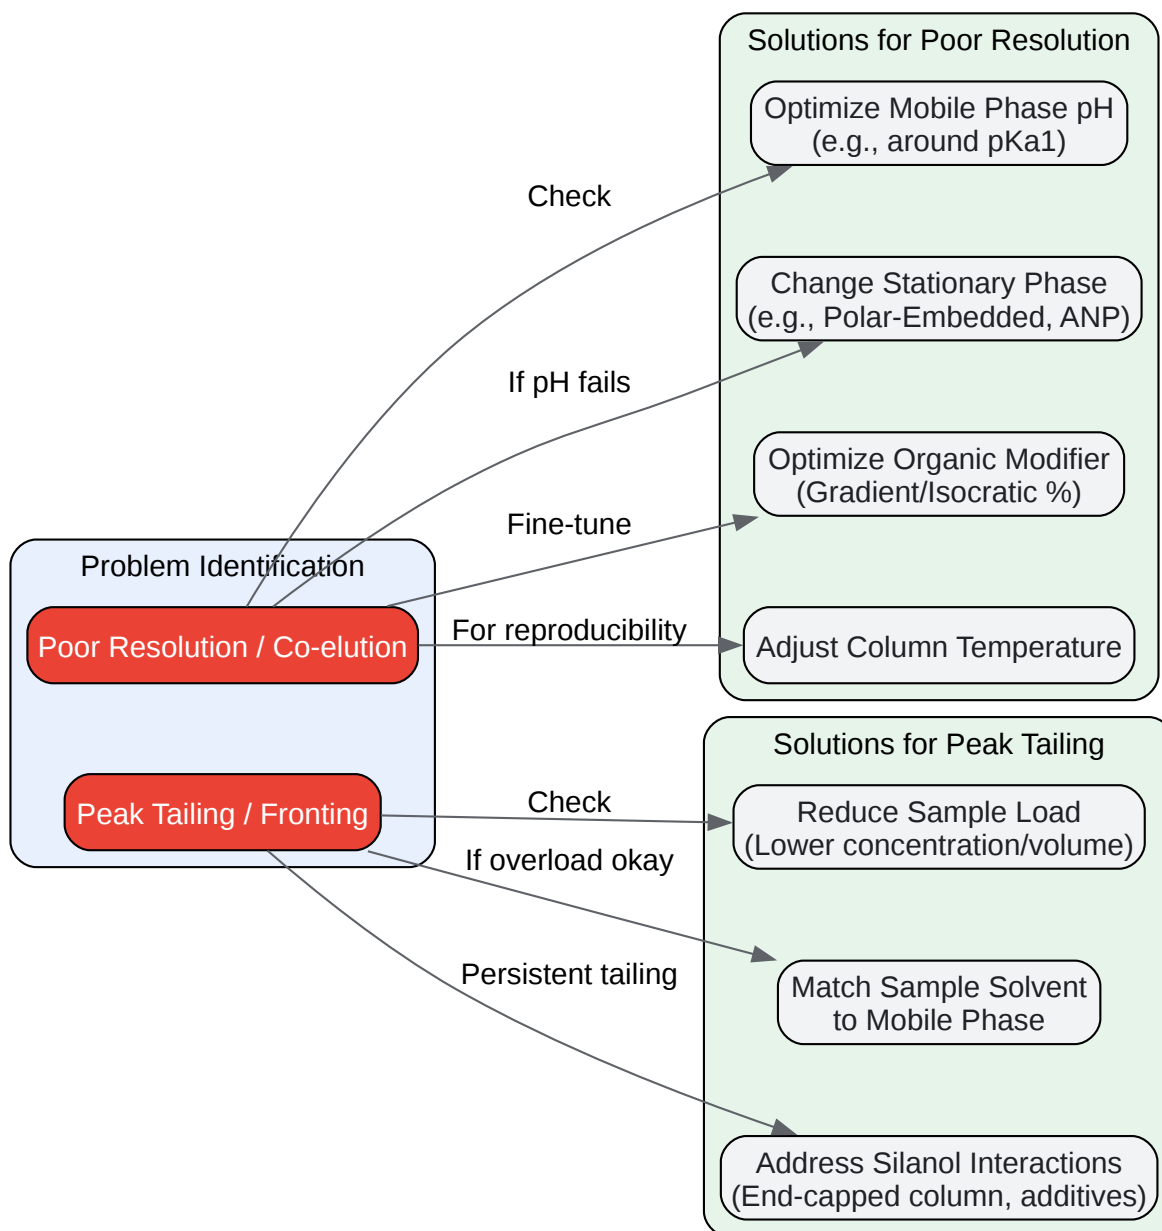 Solutions for Poor Resolution
Optimize Mobile Phase pH
(e.g., around pKa1)
Check
Change Stationary Phase
(e.g., Polar-Embedded, ANP)
If pH fails
Optimize Organic Modifier
(Gradient/Isocratic %)
Fine-tune
Problem Identification
Poor Resolution / Co-elution
For reproducibility
Adjust Column Temperature
Solutions for Peak Tailing
Peak Tailing / Fronting
Check
Reduce Sample Load
(Lower concentration/volume)
If overload okay
Persistent tailing
Match Sample Solvent
to Mobile Phase
Address Silanol Interactions
(End-capped column, additives)